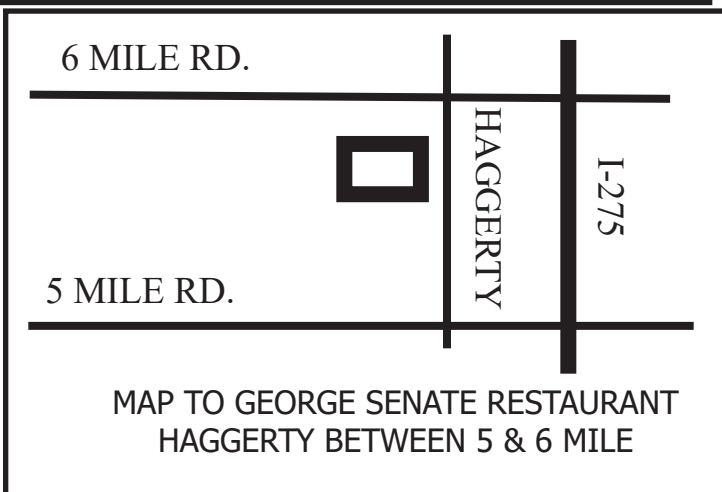 6 MILE RD.
HAGGERTY
I-275
5 MILE RD.
MAP TO GEORGE SENATE RESTAURANT
HAGGERTY BETWEEN 5 & 6 MILE